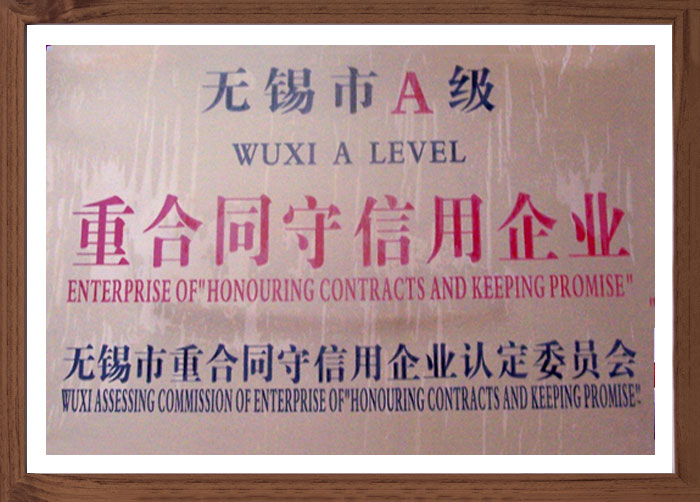 无锡市A级
WUXI A LEVEL
重合同守信用企业
ENTERPRISE OF"HONOURING CONTRACTS AND KEEPING PROMISE"
无锡市重合同守信用企业认定委员会
WUXI ASSESSING COMMISSION OF ENTERPRISE OF"HONOURING CONTRACTS AND KEEPING PROMISE"